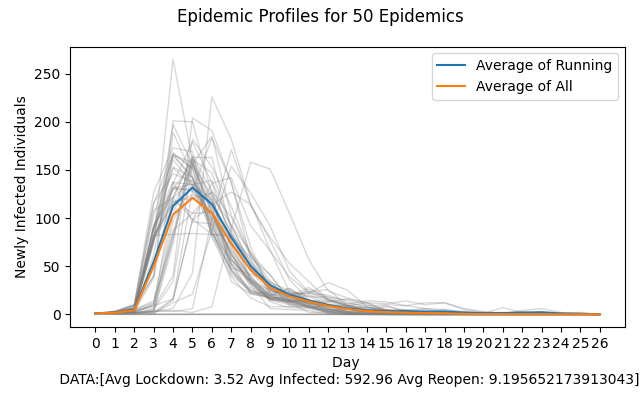 Epidemic Profiles for 50 Epidemics
Average of Running
Average of All
Newly Infected Individuals
250
200
150
100
50
0
0 1 2 3 4 5 6 7 8 9 10 11 12 13 14 15 16 17 18 19 20 21 22 23 24 25 26
Day
DATA:[Avg Lockdown: 3.52 Avg Infected: 592.96 Avg Reopen: 9.195652173913043]